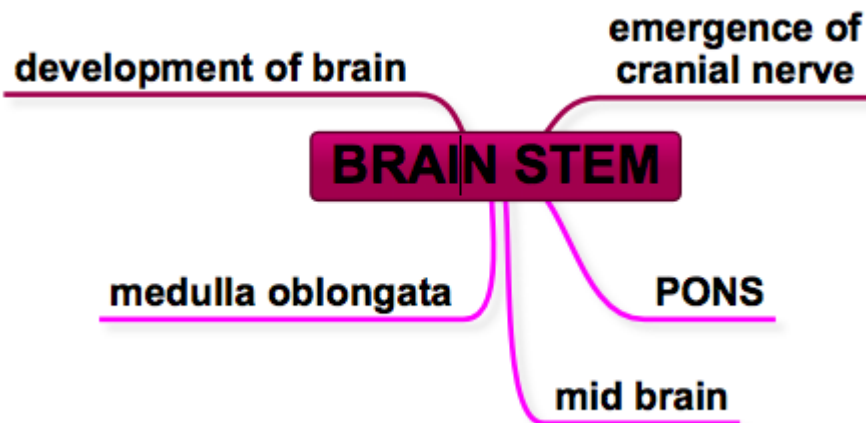 emergence of
cranial nerve
development of brain
BRAIN STEM
medulla oblongata
PONS
mid brain